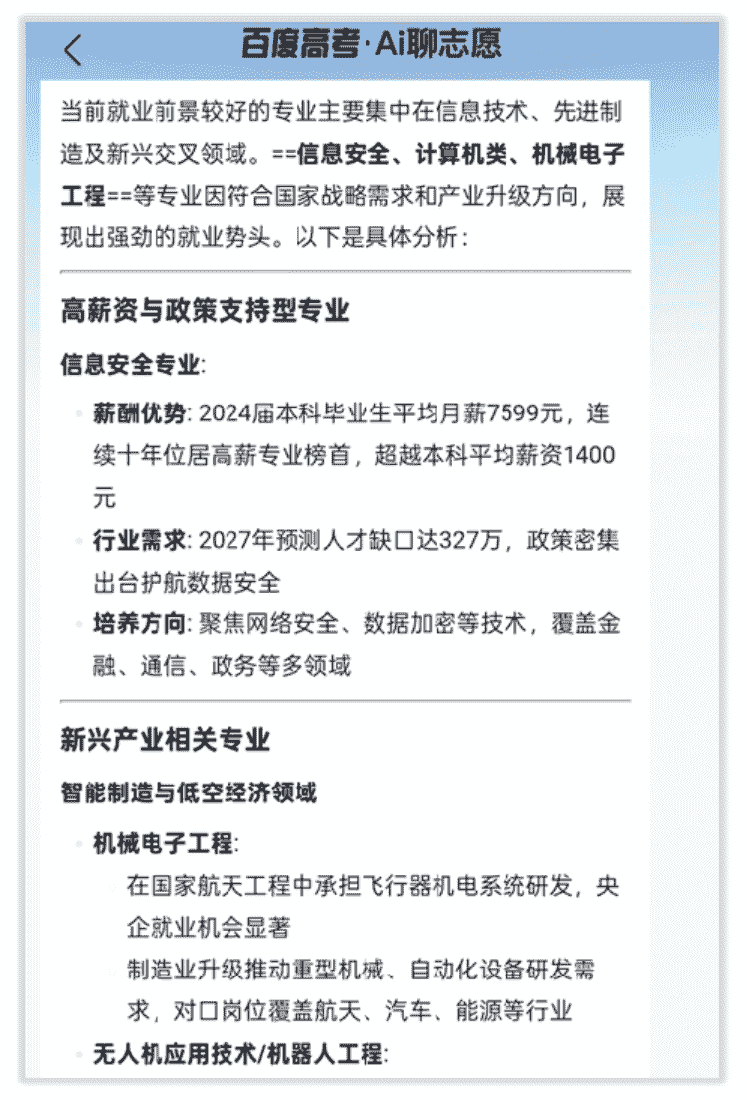 百度高考·Ai聊志愿
当前就业前景较好的专业主要集中在信息技术、先进制
造及新兴交叉领域。==信息安全、计算机类、机械电子
工程==等专业因符合国家战略需求和产业升级方向，展
现出强劲的就业势头。以下是具体分析：
高薪资与政策支持型专业
信息安全专业:
薪酬优势: 2024届本科毕业生平均月薪7599元，连
续十年位居高薪专业榜首，超越本科平均薪资1400
元
行业需求: 2027年预测人才缺口达327万，政策密集
出台护航数据安全
培养方向: 聚焦网络安全、数据加密等技术，覆盖金
融、通信、政务等多领域
新兴产业相关专业
智能制造与低空经济领域
机械电子工程:
在国家航天工程中承担飞行器机电系统研发，央
企就业机会显著
制造业升级推动重型机械、自动化设备研发需
求，对口岗位覆盖航天、汽车、能源等行业
无人机应用技术/机器人工程: